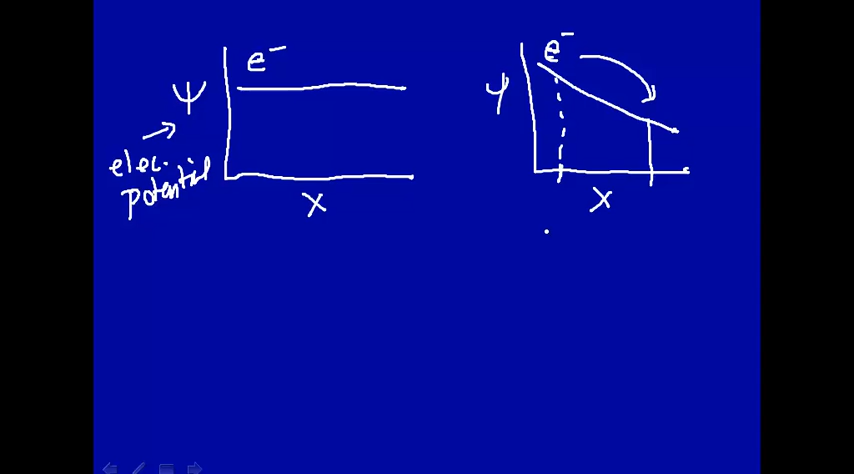 e⁻
ψ
elec.
potential
x
e⁻
ψ
x